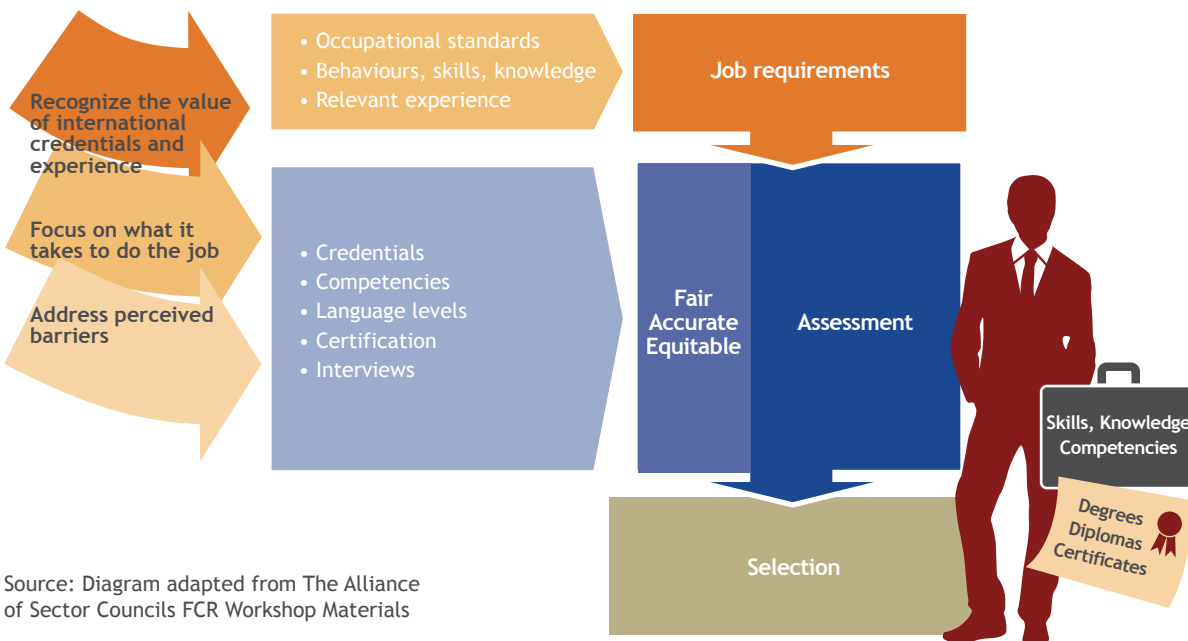 Recognize the value
of international
credentials and
experience
Focus on what it
takes to do the job
Address perceived
barriers
• Occupational standards
• Behaviours, skills, knowledge
• Relevant experience
Job requirements
• Credentials
• Competencies
• Language levels
• Certification
• Interviews
Fair
Accurate
Equitable
Assessment
Skills, Knowledge
Competencies
Degrees
Diplomas
Certificates
Selection
Source: Diagram adapted from The Alliance
of Sector Councils FCR Workshop Materials